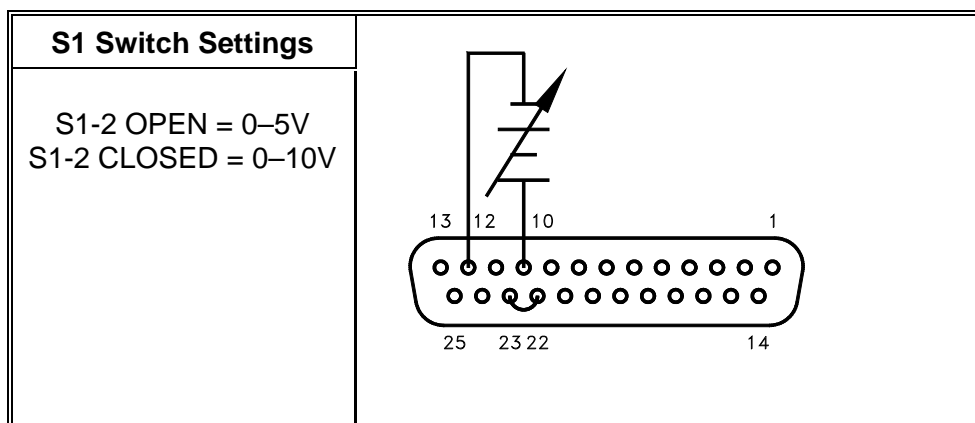 S1 Switch Settings
S1-2 OPEN = 0–5V
S1-2 CLOSED = 0–10V
13 12 10 1
25 23 22 14